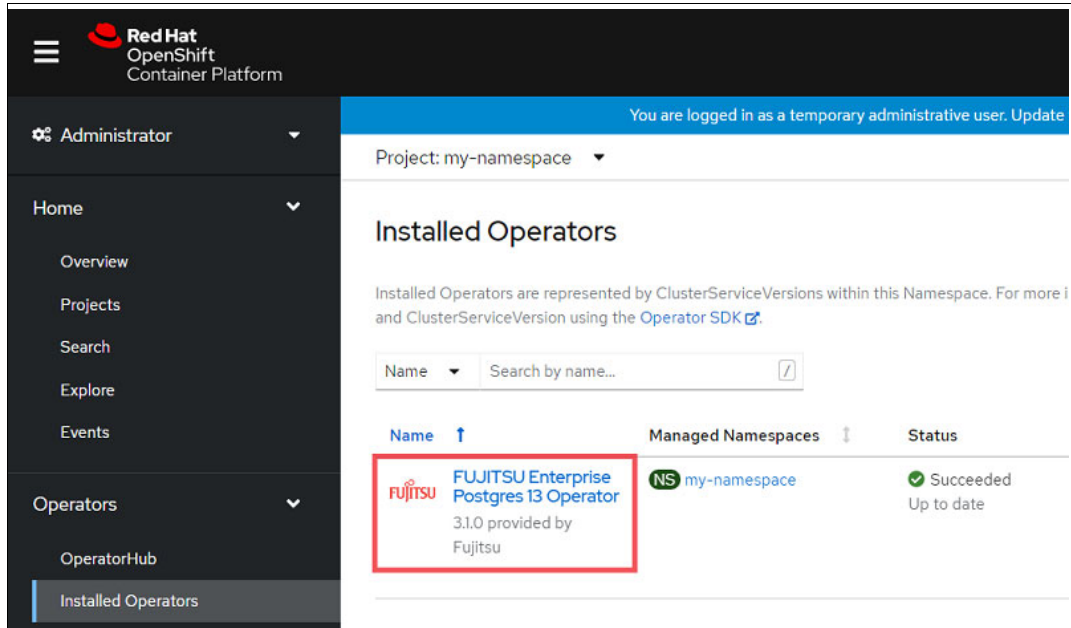 Red Hat
OpenShift
Container Platform
You are logged in as a temporary administrative user. Update
Administrator
Project: my-namespace
Home
Overview
Projects
Search
Explore
Events
Operators
OperatorHub
Installed Operators
Installed Operators
Installed Operators are represented by ClusterServiceVersions within this Namespace. For more i
and ClusterServiceVersion using the Operator SDK.
Name
Search by name...
/
Name
Managed Namespaces
Status
FUJITSU
FUJITSU Enterprise
Postgres 13 Operator
3.1.0 provided by
Fujitsu
NS my-namespace
Succeeded
Up to date